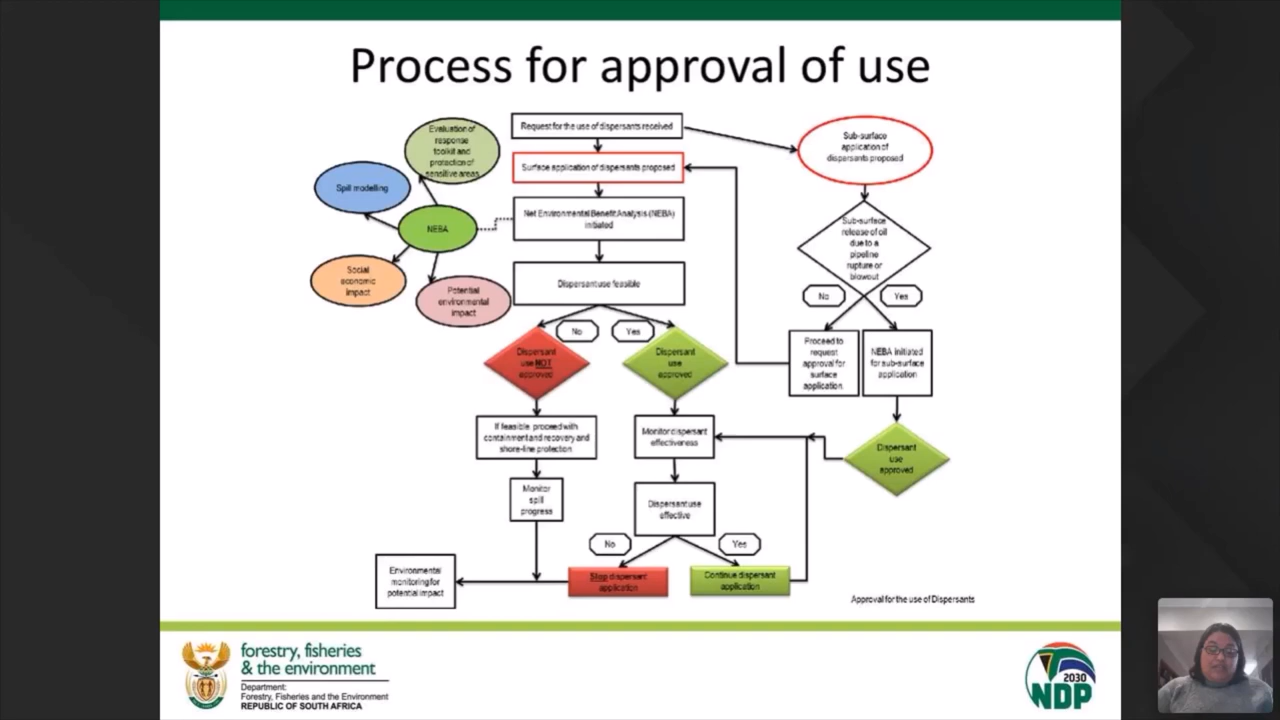 Process for approval of use
Request for the use of dispersants received
Surface application of dispersants proposed
Net Environmental Benefit Analysis (NEBA)
initiated
Dispersant use feasible
No
Yes
Dispersant
use NOT
approved
Dispersant
use
approved
If feasible proceed with
containment and recovery and
shore-line protection
Monitor dispersant
effectiveness
Monitor
spill
progress
Dispersant use
effective
No
Yes
Stop dispersant
application
Continue dispersant
application
Environmental
monitoring for
potential impact
Evaluation of
response
toolkit and
protection of
sensitive areas
Spill modelling
NEBA
Social
economic
impact
Potential
environmental
impact
Sub-surface
application of
dispersants proposed
Sub-surface
release of oil
due to a
pipeline
rupture or
blowout
No
Yes
Proceed to
request
approval for
surface
application.
NEBA initiated
for sub-surface
application
Dispersant
use
approved
Approval for the use of Dispersants
forestry, fisheries
& the environment
Department:
Forestry, Fisheries and the Environment
REPUBLIC OF SOUTH AFRICA
2030
NDP